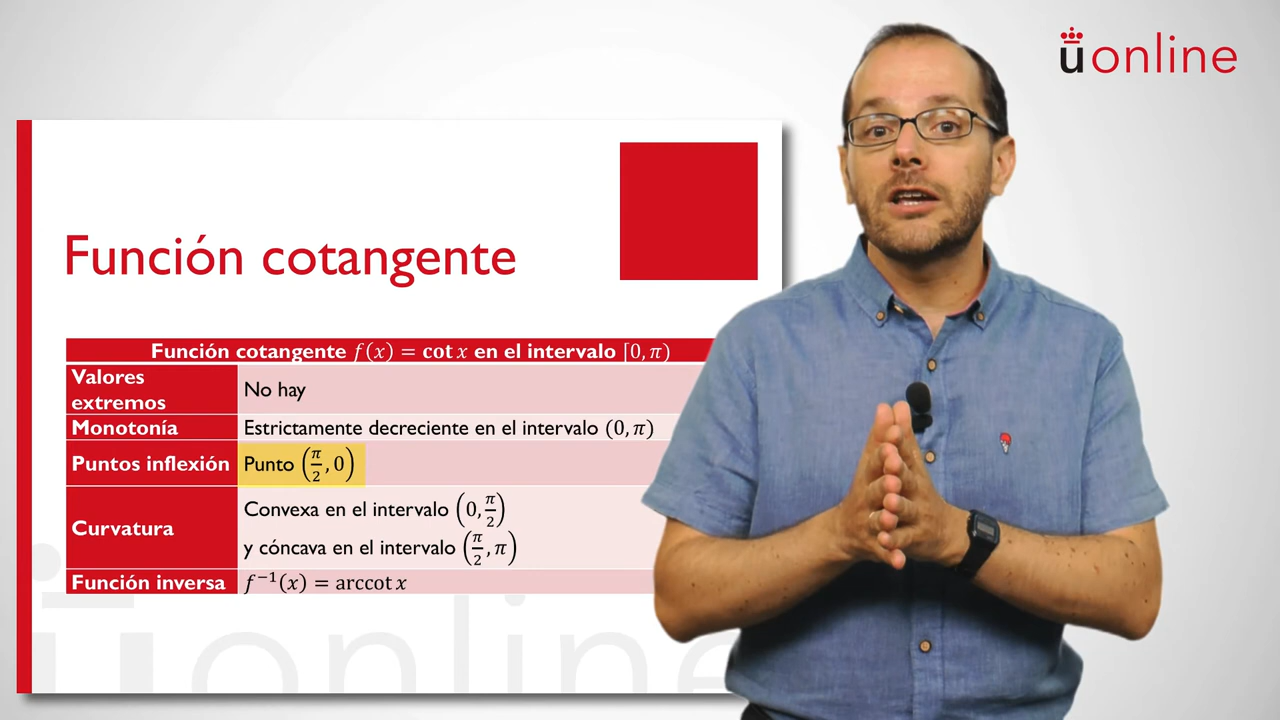 üonline
Función cotangente
Función cotangente f(x) = cot x en el intervalo [0, π)
Valores extremos
No hay
Monotonía
Estrictamente decreciente en el intervalo (0, π)
Puntos inflexión
Punto (π/2, 0)
Curvatura
Convexa en el intervalo (0, π/2)
y cóncava en el intervalo (π/2, π)
Función inversa
f⁻¹(x) = arccot x
üonline